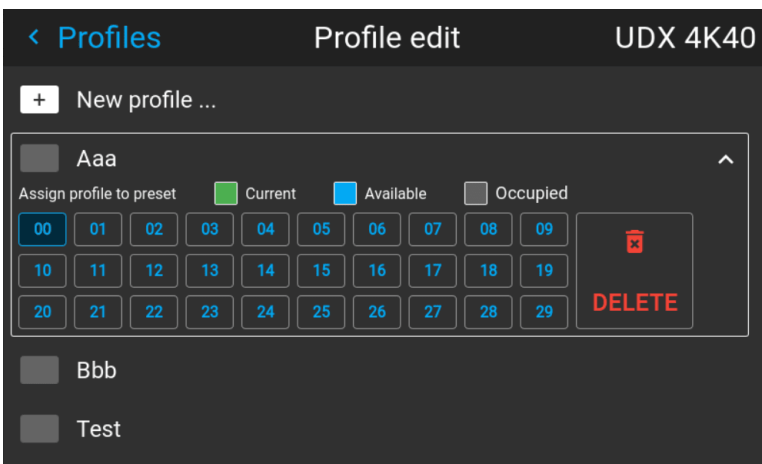 Profiles Profile edit UDX 4K40
+ New profile ...
Aaa
Assign profile to preset Current Available Occupied
00 01 02 03 04 05 06 07 08 09
10 11 12 13 14 15 16 17 18 19
20 21 22 23 24 25 26 27 28 29
DELETE
Bbb
Test